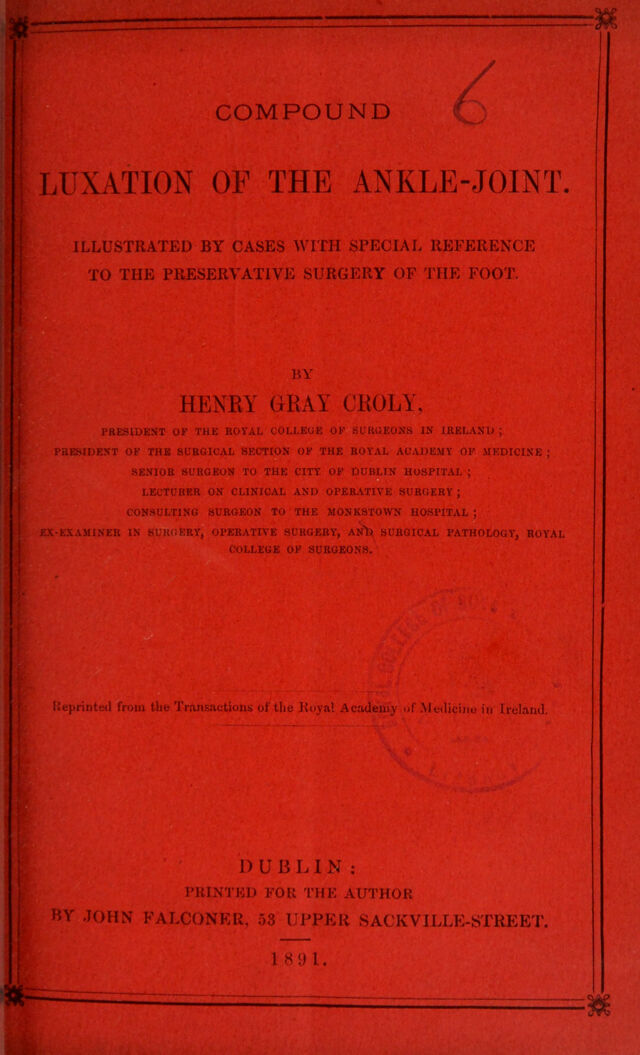 6
COMPOUND
LUXATION OF THE ANKLE-JOINT.
ILLUSTRATED BY CASES WITH SPECIAL REFERENCE
TO THE PRESERVATIVE SURGERY OF THE FOOT.
BY
HENRY GRAY CROLY,
PRESIDENT OF THE ROYAL COLLEGE OF SURGEONS IN IRELAND;
PRESIDENT OF THE SURGICAL SECTION OF THE ROYAL ACADEMY OF MEDICINE;
SENIOR SURGEON TO THE CITY OF DUBLIN HOSPITAL;
LECTURER ON CLINICAL AND OPERATIVE SURGERY;
CONSULTING SURGEON TO THE MONKSTOWN HOSPITAL;
EX-EXAMINER IN SURGERY, OPERATIVE SURGERY, AND SURGICAL PATHOLOGY, ROYAL
COLLEGE OF SURGEONS.
Reprinted from the Transactions of the Royal Academy of Medicine in Ireland.
DUBLIN:
PRINTED FOR THE AUTHOR
BY JOHN FALCONER, 53 UPPER SACKVILLE-STREET.
1891.
COLLEGE OF